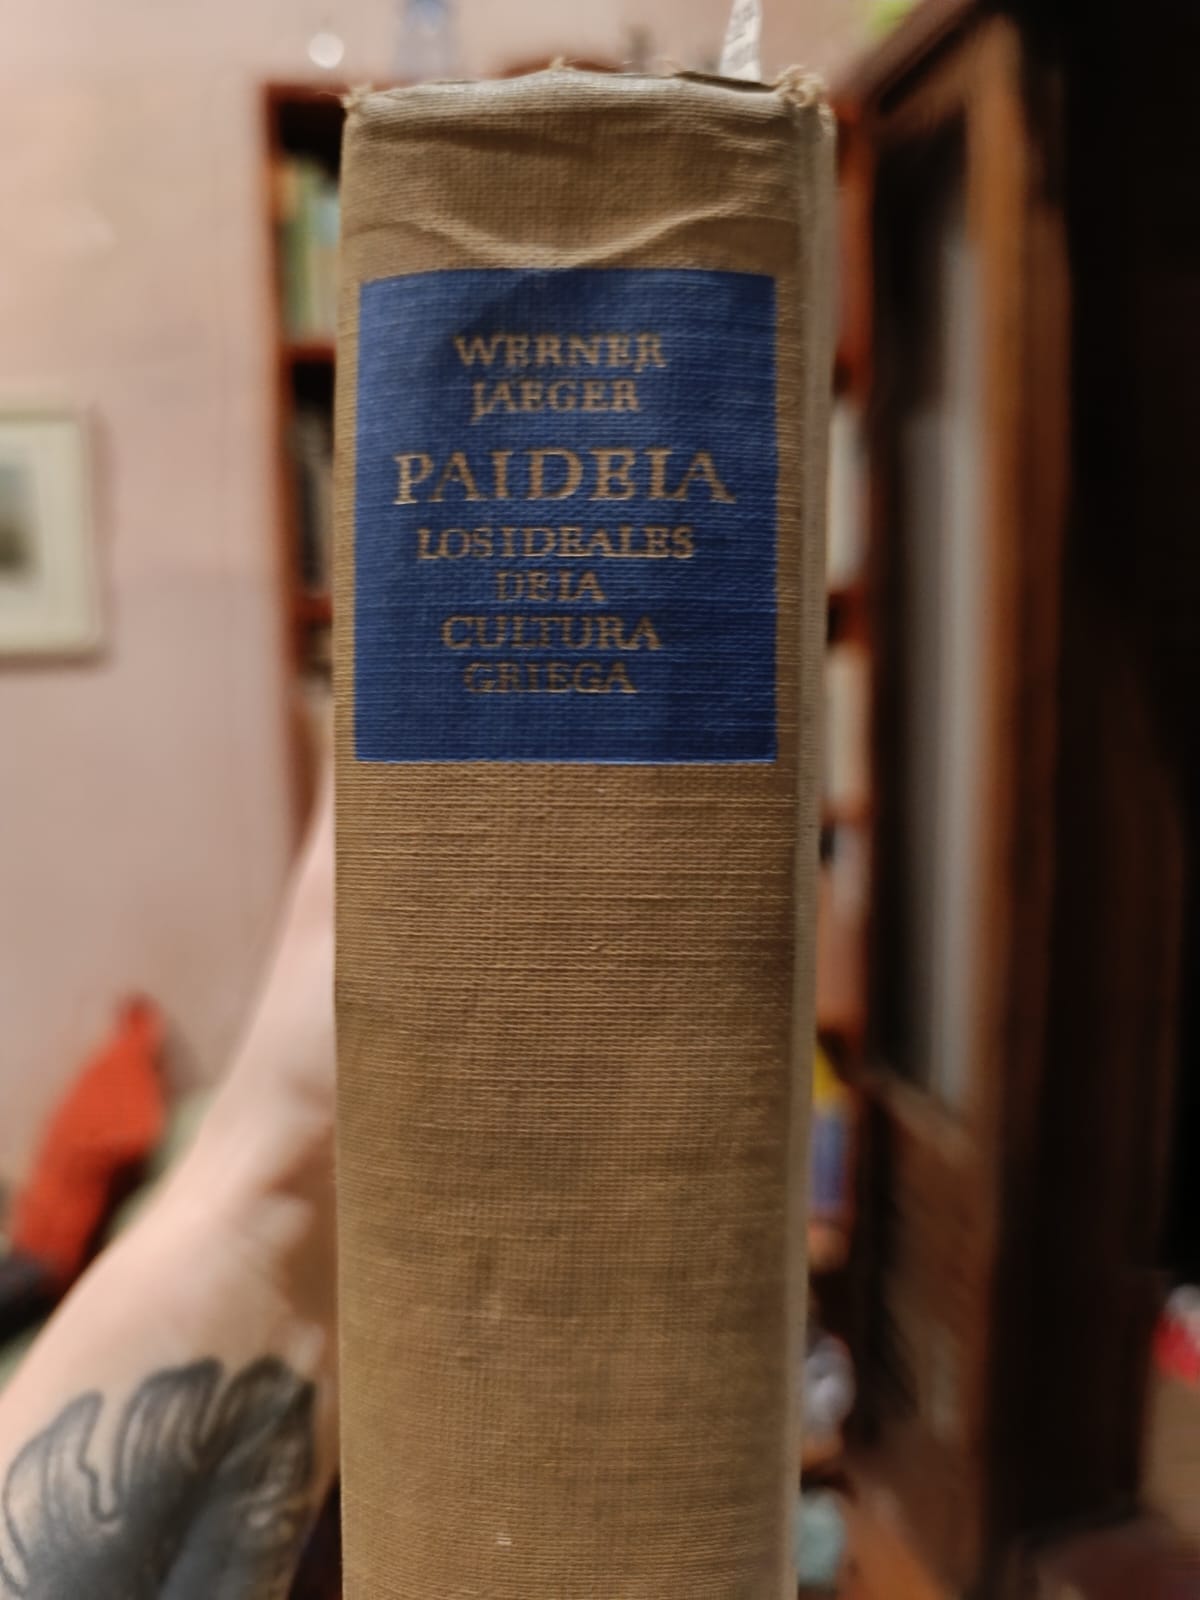 WERNER
JAEGER
PAIDEIA
LOS IDEALES
DE LA
CULTURA
GRIEGA